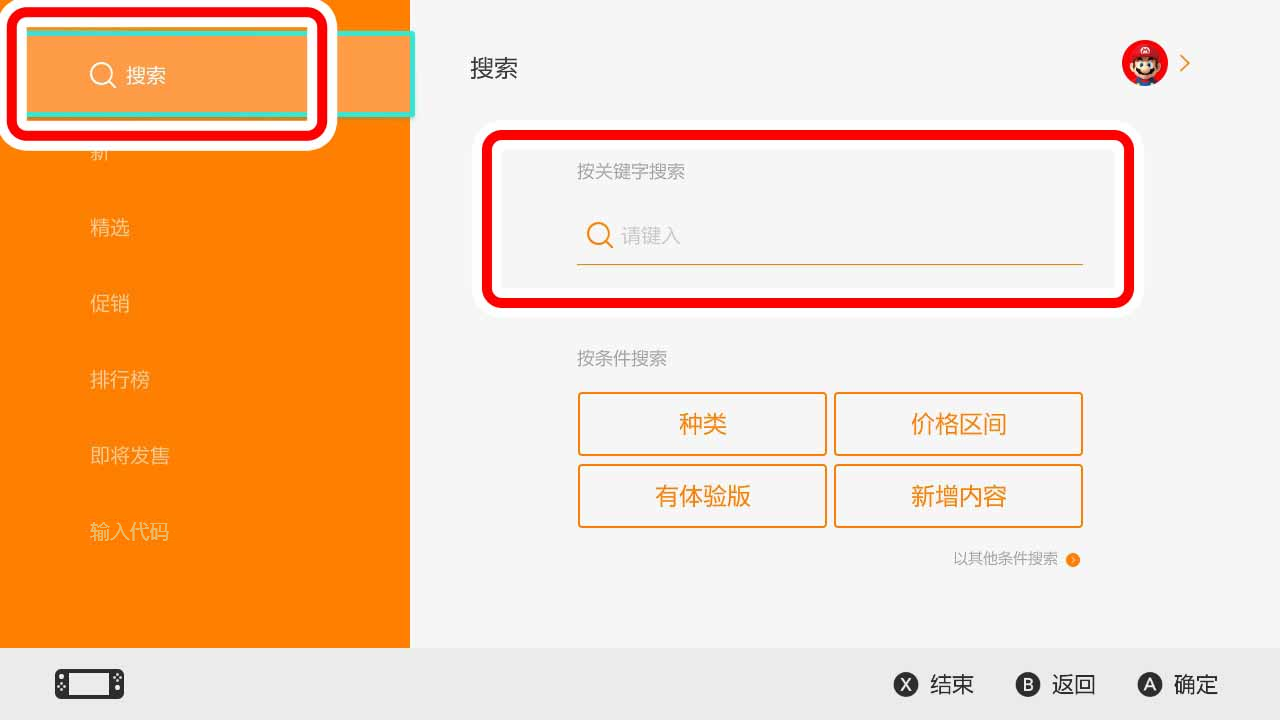 搜索
新
精选
促销
排行榜
即将发售
输入代码
搜索
按关键字搜索
请键入
按条件搜索
种类
价格区间
有体验版
新增内容
以其他条件搜索
X 结束
B 返回
A 确定